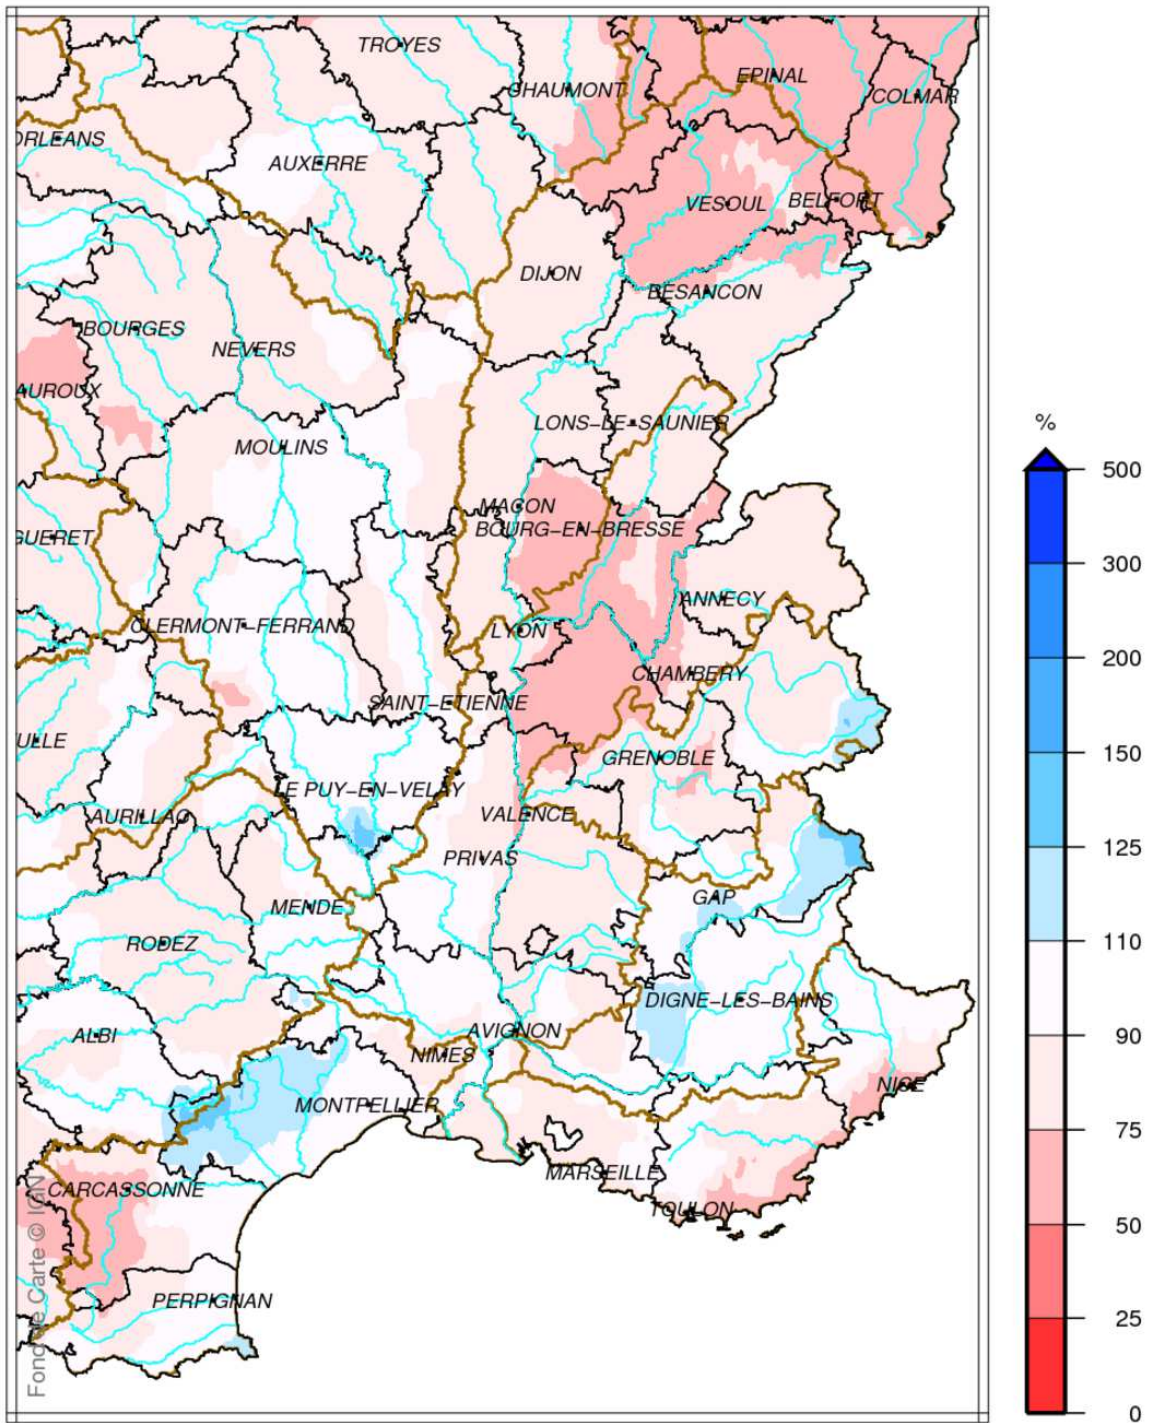 TROYES
EPINAL
CHAUMONT
COLMAR
ORLEANS
AUXERRE
VESOUL
BELFORT
DIJON
BESANCON
BOURGES
NEVERS
AUROUX
LONS-LE-SAUNIER
MOULINS
%
500
MACON
BOURG-EN-BRESSE
GUERET
300
ANNECY
CLERMONT-FERRAND
LYON
200
CHAMBERY
SAINT-ETIENNE
ULLE
GRENOBLE
150
LE PUY-EN-VELAY
AURILLAC
VALENCE
125
PRIVAS
GAP
MENDE
110
RODEZ
DIGNE-LES-BAINS
ALBI
AVIGNON
90
NIMES
NICE
MONTPELLIER
75
MARSEILLE
CARCASSONNE
TOULON
50
PERPIGNAN
25
Fond de Carte © IGN
0